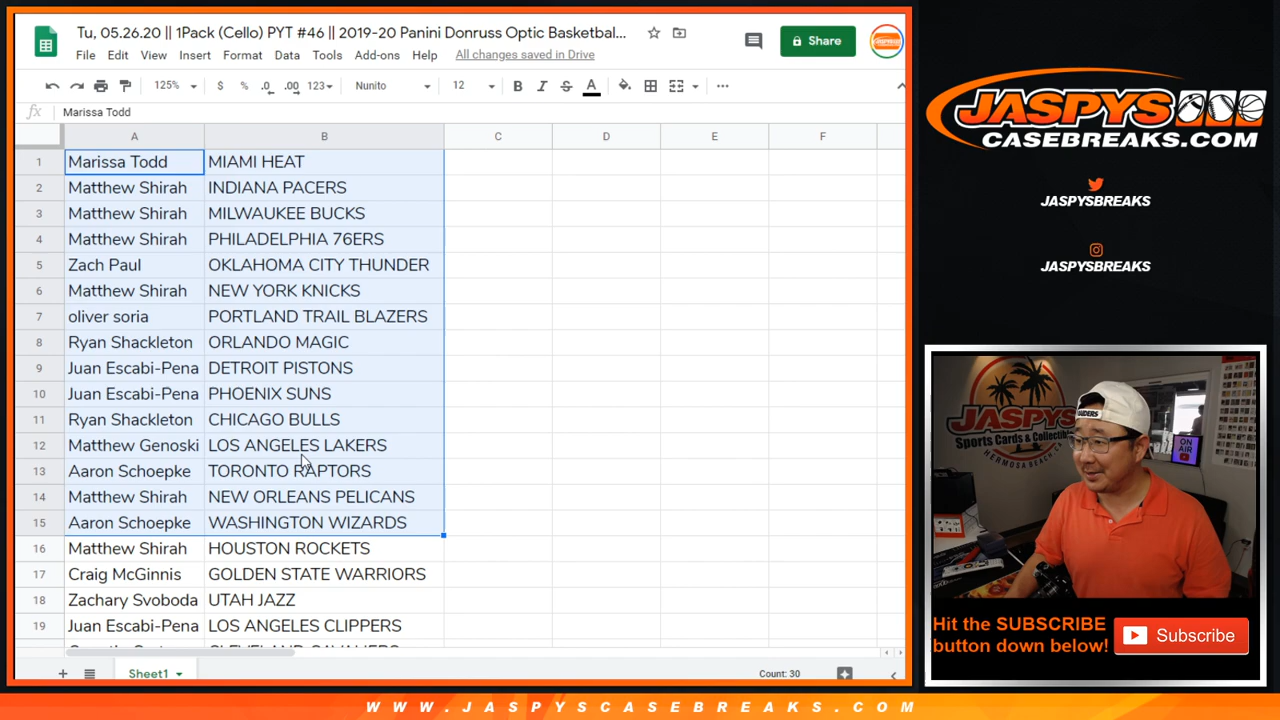 Tu, 05.26.20 || 1Pack (Cello) PYT #46 || 2019-20 Panini Donruss Optic Basketbal...
File Edit View Insert Format Data Tools Add-ons Help All changes saved in Drive
Share
125% $ % .0 .00 123 Nunito 12 B I S A
fx Marissa Todd
A B C D E F
1 Marissa Todd MIAMI HEAT
2 Matthew Shirah INDIANA PACERS
3 Matthew Shirah MILWAUKEE BUCKS
4 Matthew Shirah PHILADELPHIA 76ERS
5 Zach Paul OKLAHOMA CITY THUNDER
6 Matthew Shirah NEW YORK KNICKS
7 oliver soria PORTLAND TRAIL BLAZERS
8 Ryan Shackleton ORLANDO MAGIC
9 Juan Escabi-Pena DETROIT PISTONS
10 Juan Escabi-Pena PHOENIX SUNS
11 Ryan Shackleton CHICAGO BULLS
12 Matthew Genoski LOS ANGELES LAKERS
13 Aaron Schoepke TORONTO RAPTORS
14 Matthew Shirah NEW ORLEANS PELICANS
15 Aaron Schoepke WASHINGTON WIZARDS
16 Matthew Shirah HOUSTON ROCKETS
17 Craig McGinnis GOLDEN STATE WARRIORS
18 Zachary Svoboda UTAH JAZZ
19 Juan Escabi-Pena LOS ANGELES CLIPPERS
CLEVELAND CAVALIERS
Sheet1
Count: 30
JASPYS
CASEBREAKS.COM
JASPYSBREAKS
JASPYSBREAKS
JASPYS
Sports Cards & Collectibles
HERMOSA BEACH
RAIDERS
ON AIR
Hit the SUBSCRIBE
button down below!
Subscribe
WWW.JASPYSCASEBREAKS.COM